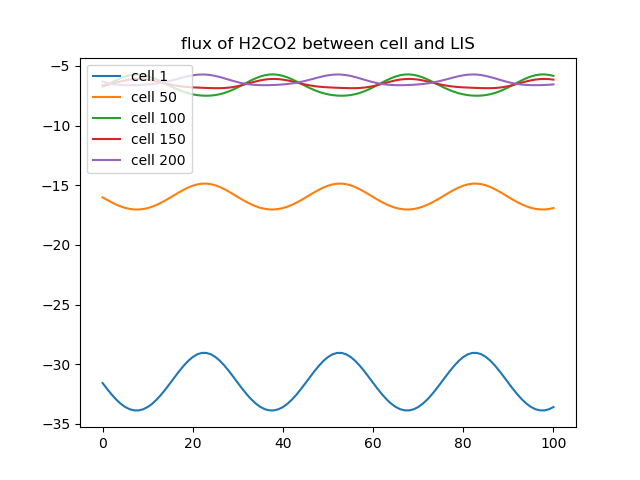 flux of H2CO2 between cell and LIS
−5
−10
−15
−20
−25
−30
−35
cell 1
cell 50
cell 100
cell 150
cell 200
0 20 40 60 80 100